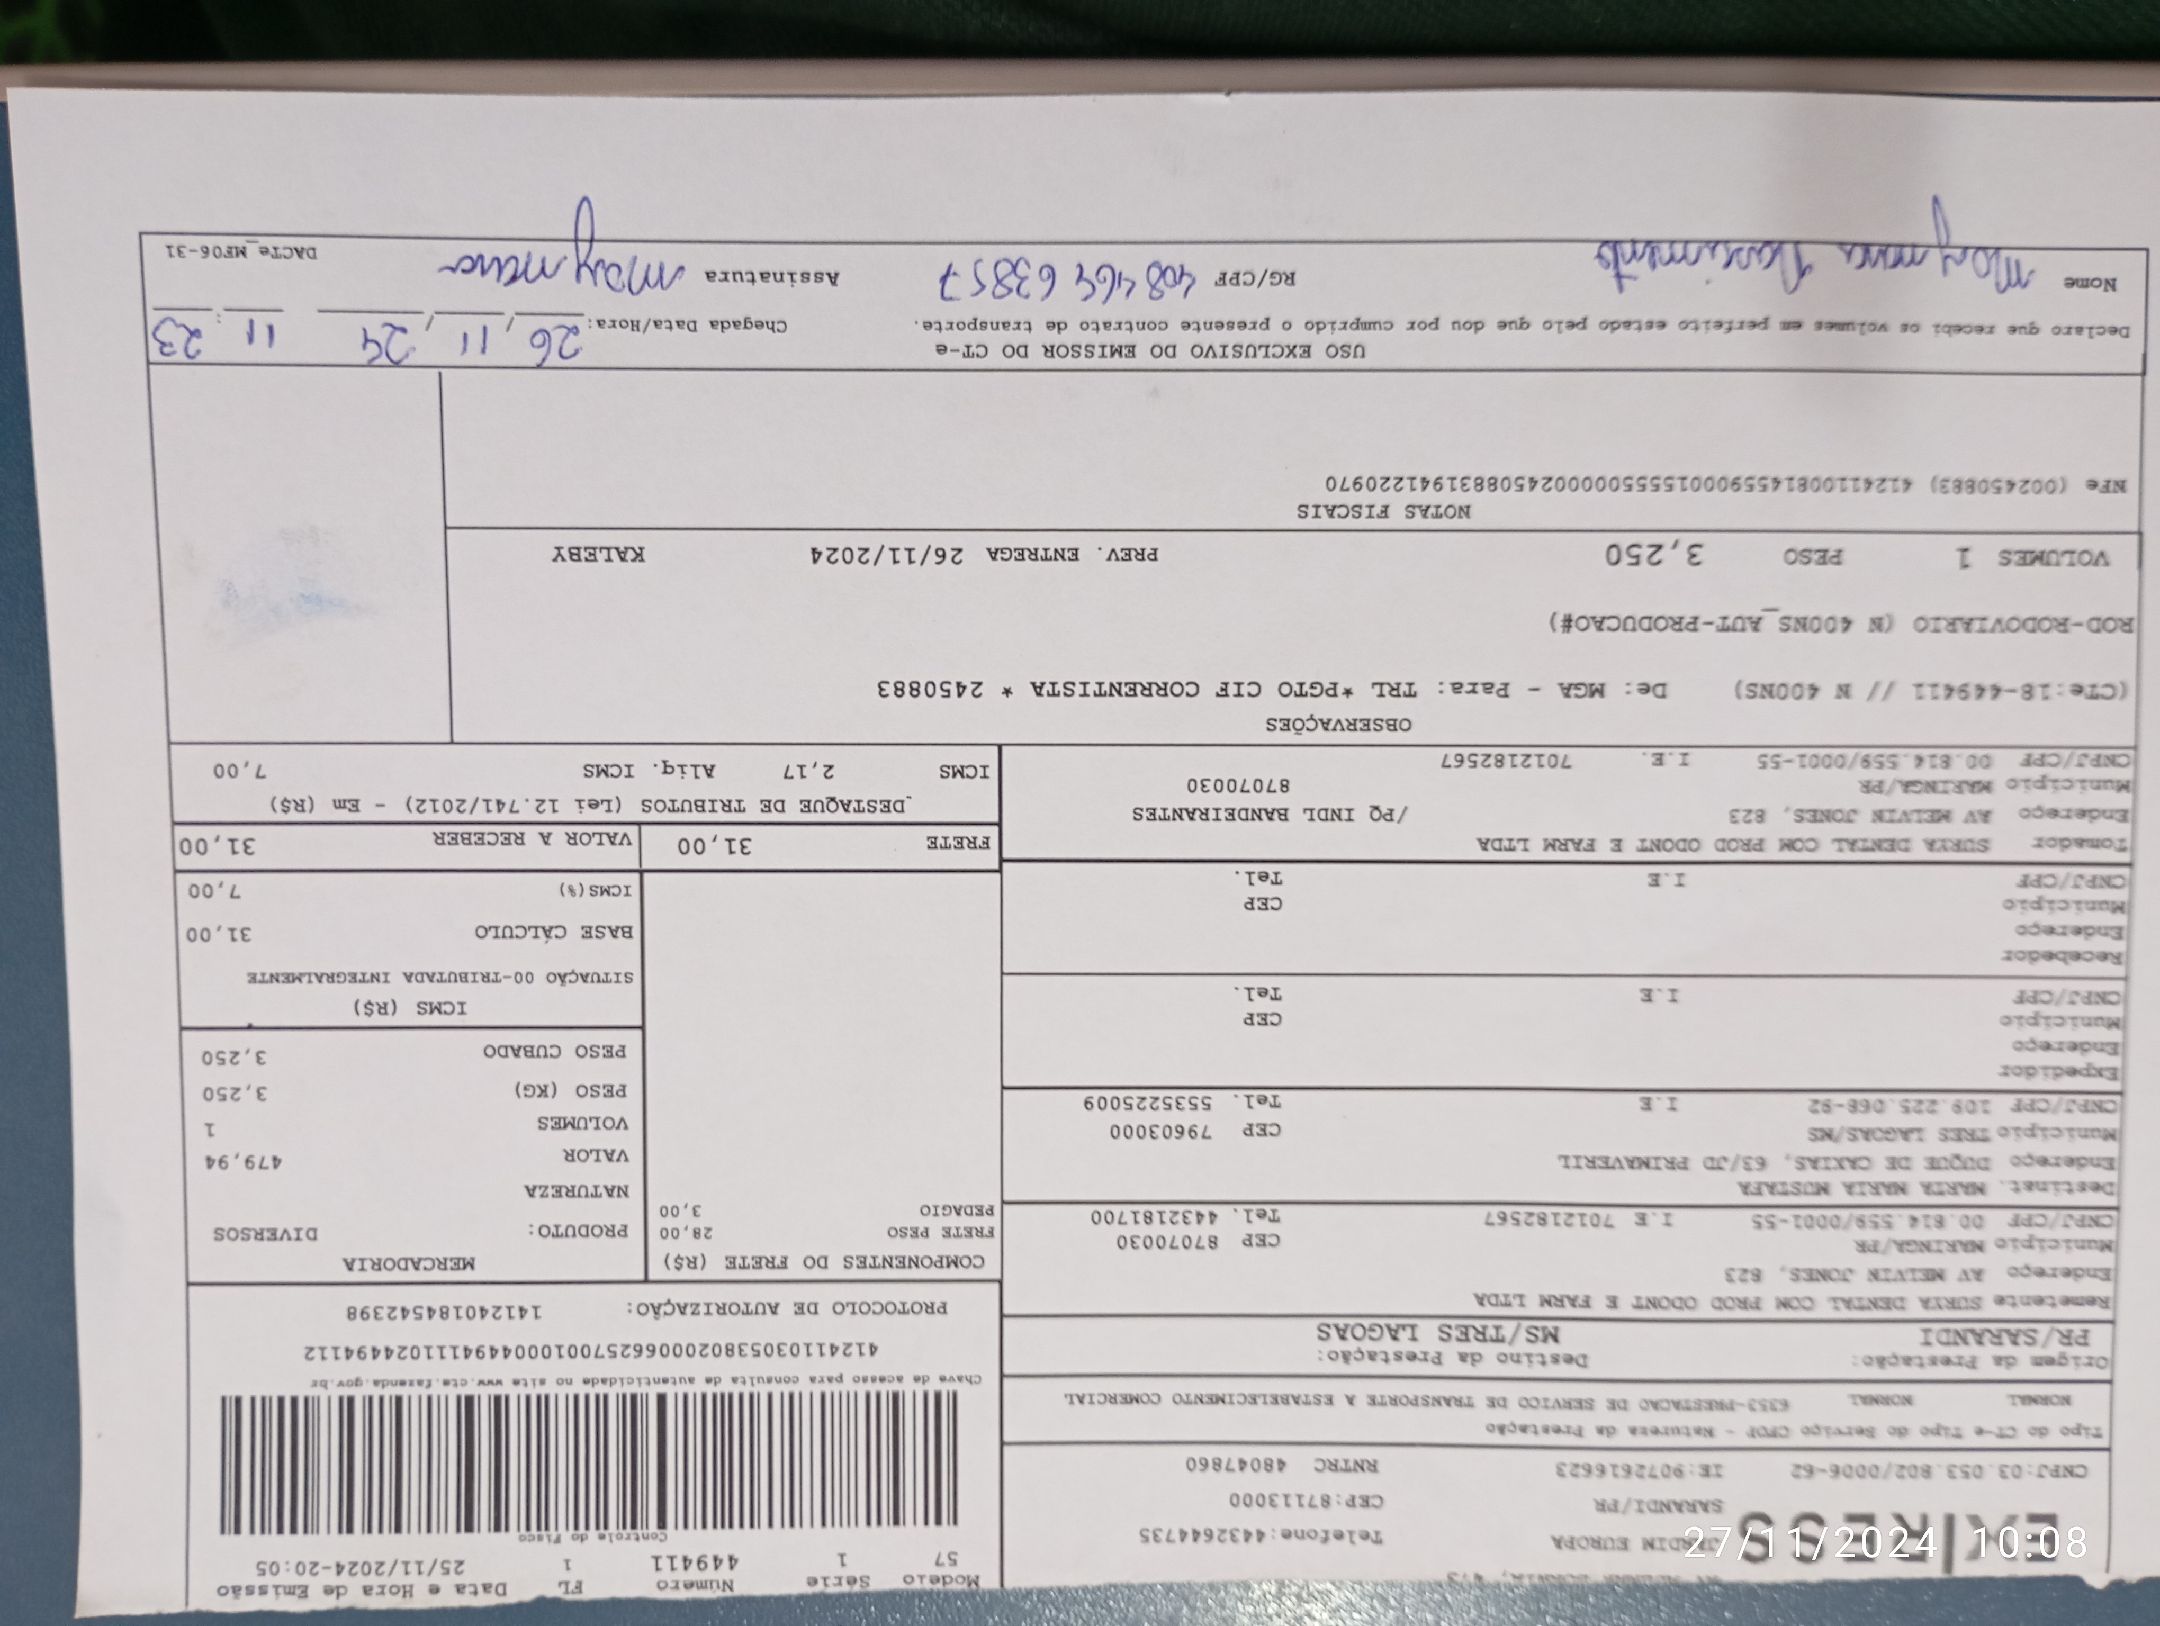 EX RESS
JARDIM EUROPA Telefone:4432644735
SARANDI/PR CEP:87113000
CNPJ:03.053.802/0006-62 IE:9072616623 RNTRC 48047860
Modelo Série Número FL Data e Hora de Emissão
57 1 449411 1 25/11/2024-20:05
Controle do Fisco
Chave de acesso para consulta de autenticidade no site www.cte.fazenda.gov.br
41241103053802000662570010004494111024494112
PROTOCOLO DE AUTORIZAÇÃO: 141240184542398
Tipo do CT-e Tipo do Serviço CFOP - Natureza da Prestação
NORMAL NORMAL 6353-PRESTACAO DE SERVICO DE TRANSPORTE A ESTABELECIMENTO COMERCIAL
Origem da Prestação: Destino da Prestação:
PR/SARANDI MS/TRES LAGOAS
Remetente SURYA DENTAL COM PROD ODONT E FARM LTDA
Endereço AV MELVIN JONES, 823
Município MARINGA/PR CEP 87070030
CNPJ/CPF 00.814.559/0001-55 I.E 7012182567 Tel. 4432181700
Destinat. MARTA MARIA MUSTAFA
Endereço DUQUE DE CAXIAS, 63/JD PRIMAVERIL
Município TRES LAGOAS/MS CEP 79603000
CNPJ/CPF 109.225.068-92 I.E Tel. 5535225009
Expedidor
Endereço
Município CEP
CNPJ/CPF I.E Tel.
Recebedor
Endereço
Município CEP
CNPJ/CPF I.E Tel.
Tomador SURYA DENTAL COM PROD ODONT E FARM LTDA
Endereço AV MELVIN JONES, 823 /PQ INDL BANDEIRANTES
Município MARINGA/PR 87070030
CNPJ/CPF 00.814.559/0001-55 I.E. 7012182567
COMPONENTES DO FRETE (R$)
FRETE PESO 28,00
PEDAGIO 3,00
MERCADORIA
PRODUTO: DIVERSOS
NATUREZA
VALOR 479,94
VOLUMES 1
PESO (KG) 3,250
PESO CUBADO 3,250
ICMS (R$)
SITUAÇÃO 00-TRIBUTADA INTEGRALMENTE
BASE CÁLCULO 31,00
ICMS(%) 7,00
FRETE 31,00 VALOR A RECEBER 31,00
DESTAQUE DE TRIBUTOS (Lei 12.741/2012) - Em (R$)
ICMS 2,17 Aliq. ICMS 7,00
OBSERVAÇÕES
(CTe:18-449411 // N 400NS) De: MGA - Para: TRL *PGTO CIF CORRENTISTA * 2450883
ROD-RODOVIARIO (N 400NS_AUT-PRODUCAO#)
VOLUMES 1 PESO 3,250 PREV. ENTREGA 26/11/2024 KALEBY
NOTAS FISCAIS
NFe (002450883) 41241100814559000155550000024508831941220970
USO EXCLUSIVO DO EMISSOR DO CT-e
Declaro que recebi os volumes em perfeito estado pelo que dou por cumprido o presente contrato de transporte. Chegada Data/Hora: 26/11/24 11:23
Nome Maymara Nascimento RG/CPF 408 464 638 57 Assinatura Maymara
DACTe_MF06-31
27/11/2024 10:08